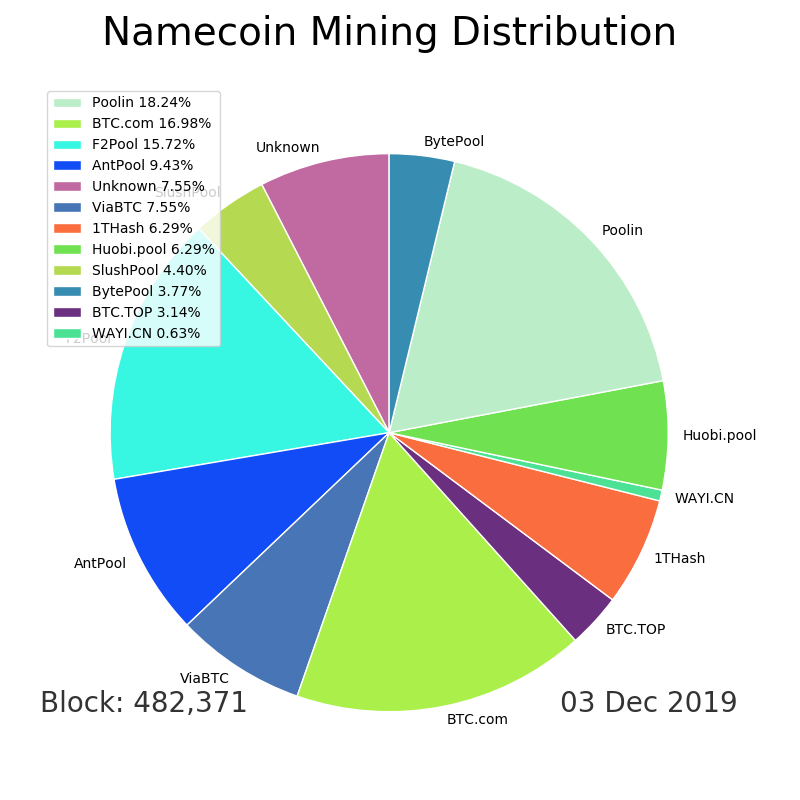 Namecoin Mining Distribution
Poolin 18.24%
BTC.com 16.98%
F2Pool 15.72%
AntPool 9.43%
Unknown 7.55%
ViaBTC 7.55%
1THash 6.29%
Huobi.pool 6.29%
SlushPool 4.40%
BytePool 3.77%
BTC.TOP 3.14%
WAYI.CN 0.63%
BytePool
Unknown
SlushPool
Poolin
F2Pool
Huobi.pool
WAYI.CN
1THash
AntPool
BTC.TOP
ViaBTC
BTC.com
Block: 482,371
03 Dec 2019